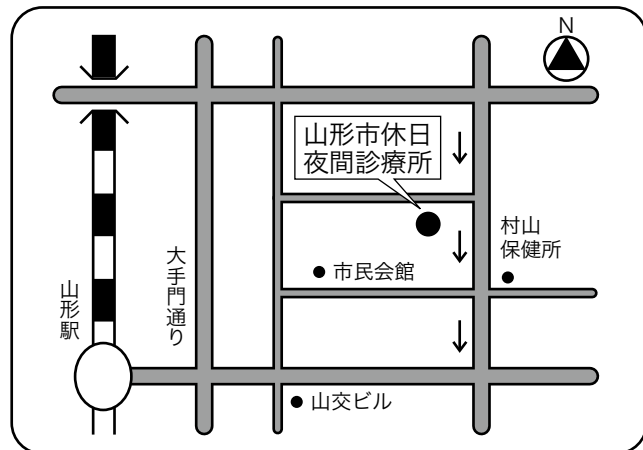 N
山形市休日
夜間診療所
村山
保健所
市民会館
大手門通り
山形駅
山交ビル